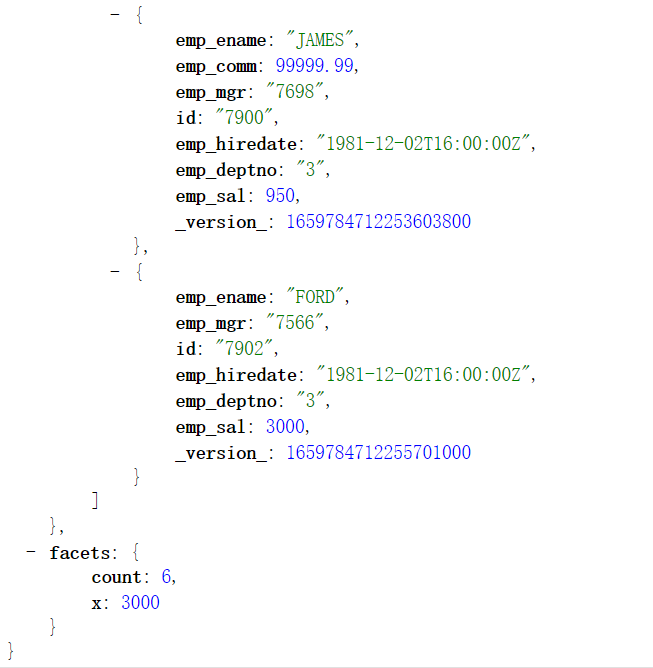 - {
emp_ename: "JAMES",
emp_comm: 99999.99,
emp_mgr: "7698",
id: "7900",
emp_hiredate: "1981-12-02T16:00:00Z",
emp_deptno: "3",
emp_sal: 950,
_version_: 1659784712253603800
},
- {
emp_ename: "FORD",
emp_mgr: "7566",
id: "7902",
emp_hiredate: "1981-12-02T16:00:00Z",
emp_deptno: "3",
emp_sal: 3000,
_version_: 1659784712255701000
}
]
},
- facets: {
count: 6,
x: 3000
}
}